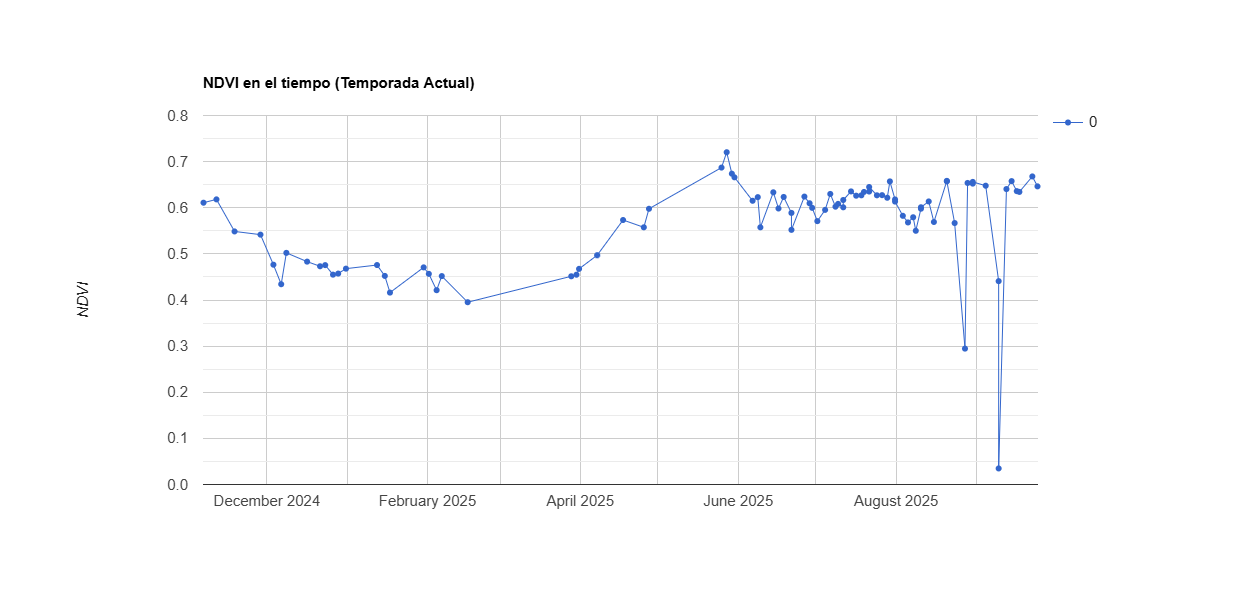 NDVI en el tiempo (Temporada Actual)
0.8
0
0.7
0.6
0.5
0.4
0.3
0.2
0.1
0.0
NDVI
December 2024
February 2025
April 2025
June 2025
August 2025